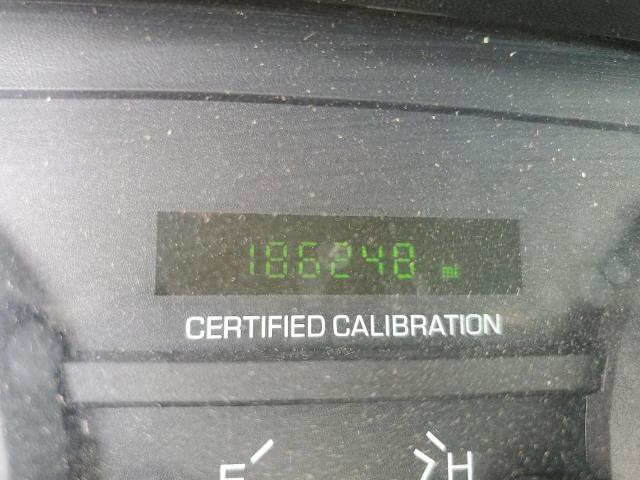 186248 mi
CERTIFIED CALIBRATION
F H